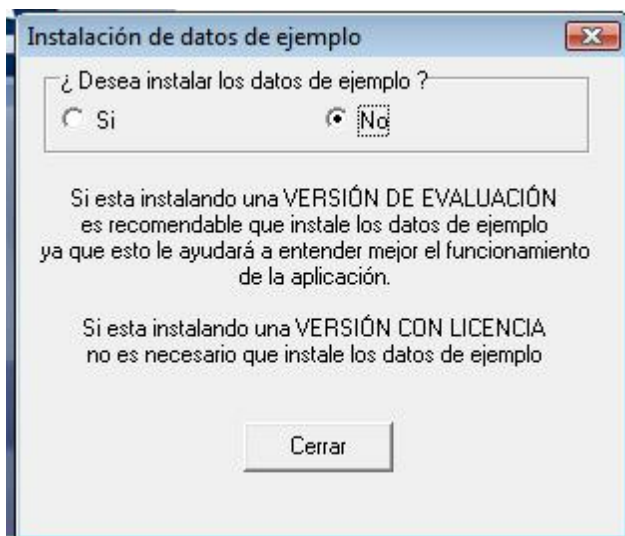 Instalación de datos de ejemplo
¿ Desea instalar los datos de ejemplo ?
Si
No
Si esta instalando una VERSIÓN DE EVALUACIÓN
es recomendable que instale los datos de ejemplo
ya que esto le ayudará a entender mejor el funcionamiento
de la aplicación.
Si esta instalando una VERSIÓN CON LICENCIA
no es necesario que instale los datos de ejemplo
Cerrar